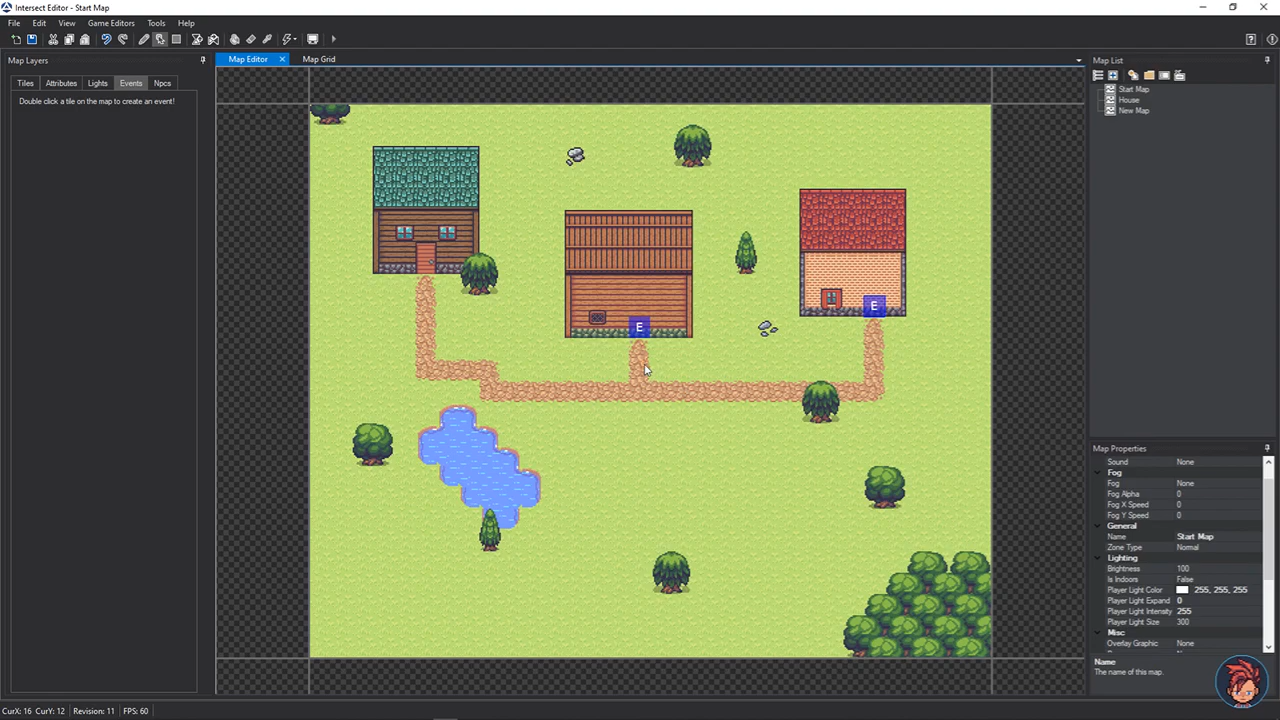 Intersect Editor - Start Map
File Edit View Game Editors Tools Help
Map Layers
Map Editor
Map Grid
Map List
Tiles Attributes Lights Events Npcs
Double click a tile on the map to create an event!
Start Map
House
New Map
E
E
Map Properties
Sound None
Fog
Fog None
Fog Alpha 0
Fog X Speed 0
Fog Y Speed 0
General
Name Start Map
Zone Type Normal
Lighting
Brightness 100
Is Indoors False
Player Light Color 255, 255, 255
Player Light Expand 0
Player Light Intensity 255
Player Light Size 300
Misc
Overlay Graphic None
Name
The name of this map.
CurX: 16 CurY: 12 Revision: 11 FPS: 60